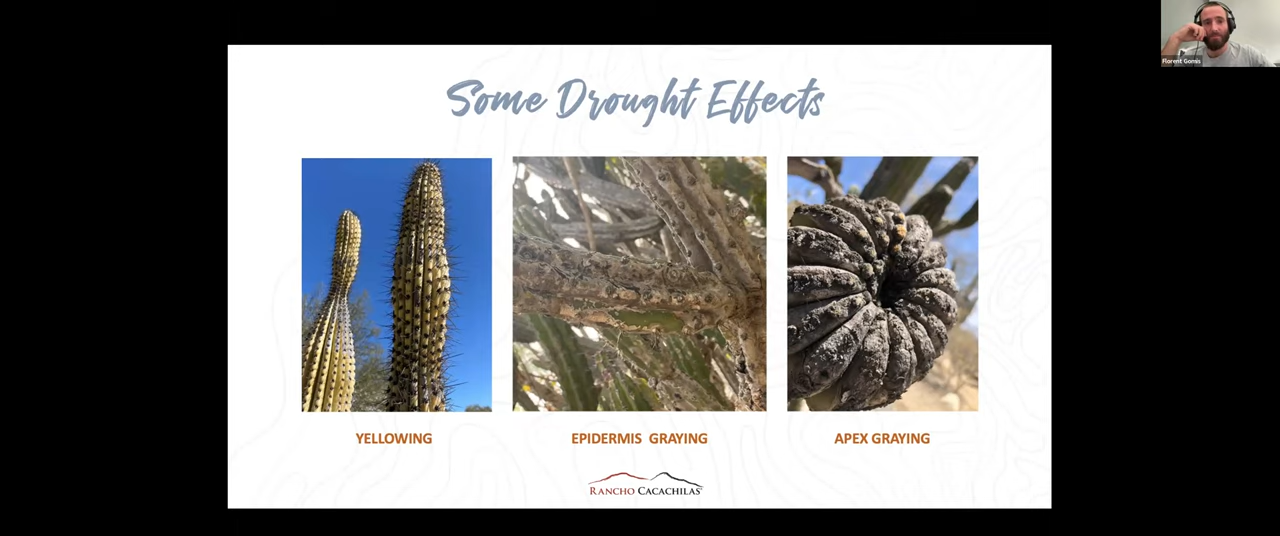 Florent Gomis
Some Drought Effects
YELLOWING
EPIDERMIS GRAYING
APEX GRAYING
RANCHO CACACHILAS